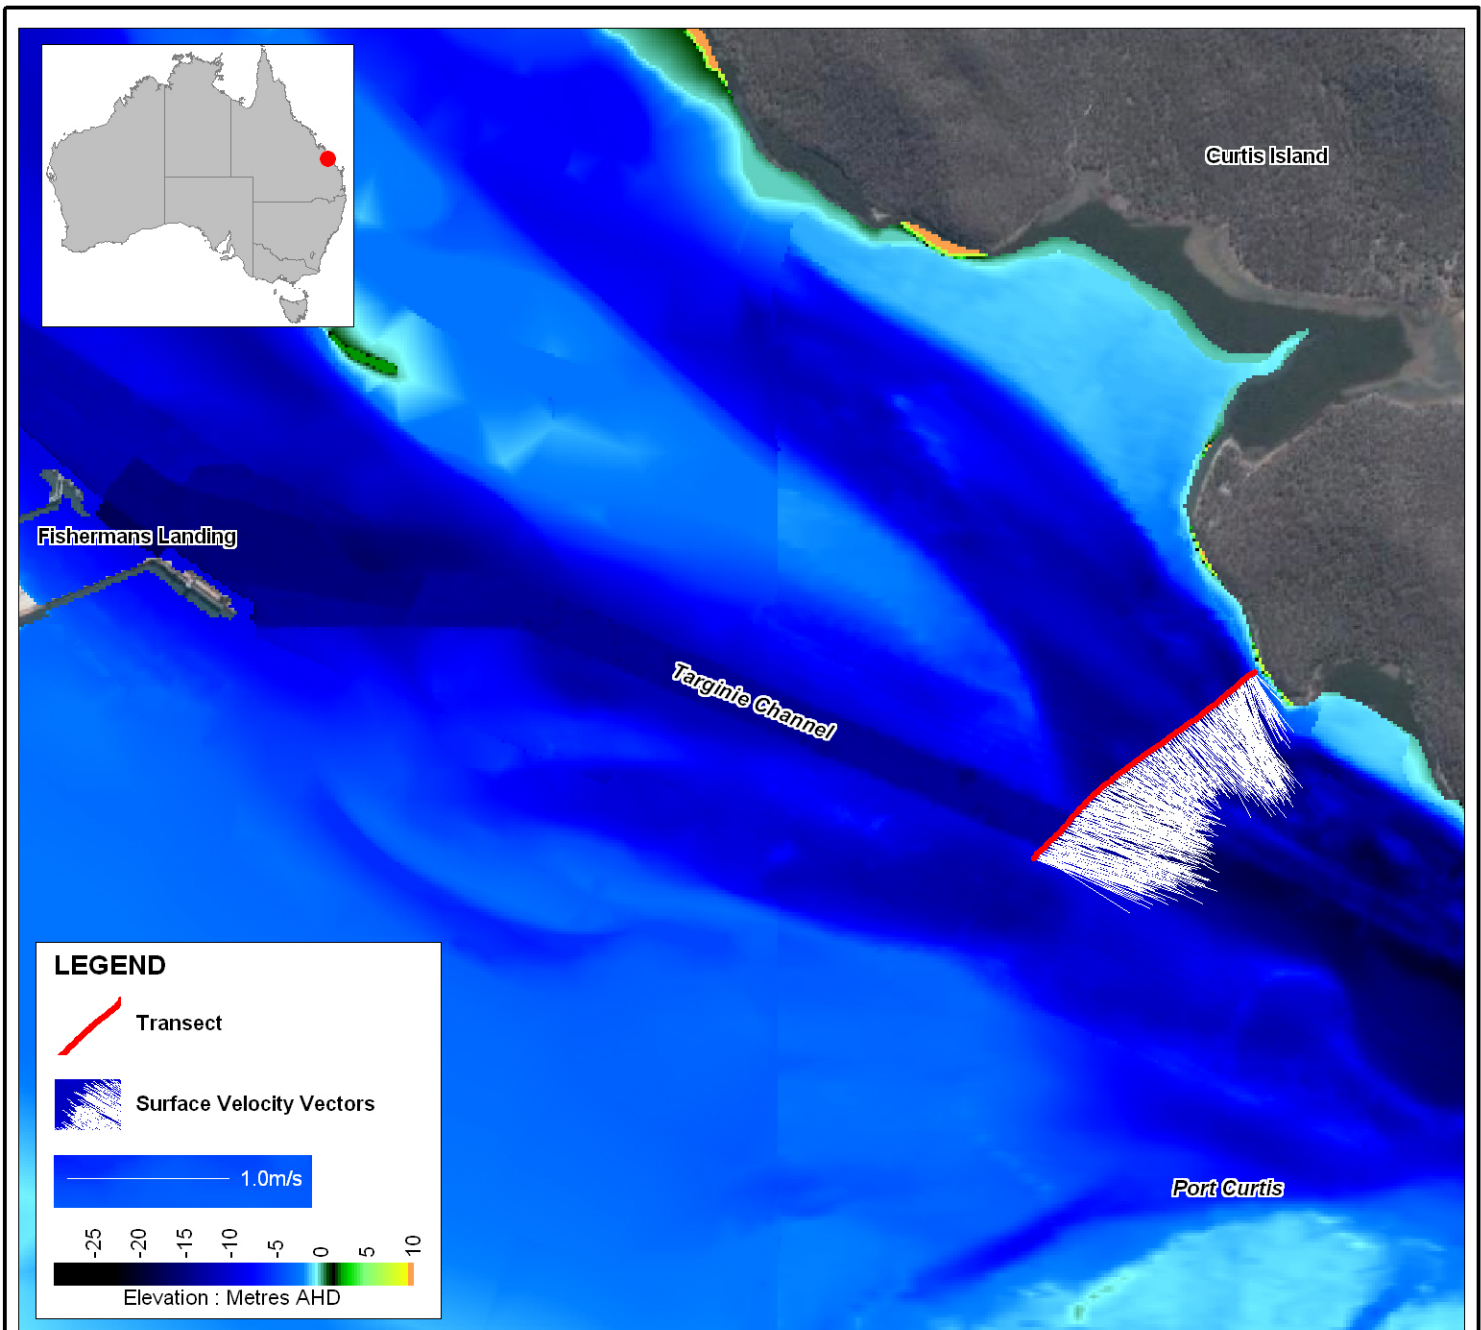 Curtis Island
Fishermans Landing
Targinie Channel
LEGEND
Transect
Surface Velocity Vectors
1.0m/s
-25 -20 -15 -10 -5 0 5 10
Elevation : Metres AHD
Port Curtis